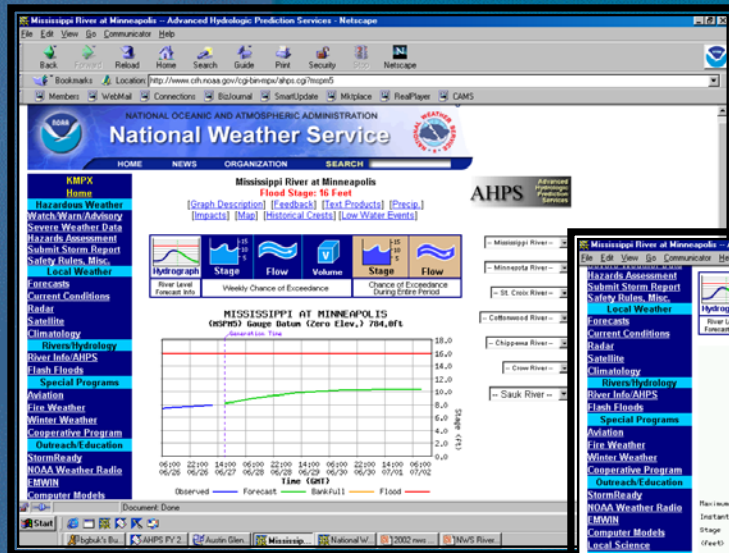 Mississippi River at Minneapolis -- Advanced Hydrologic Prediction Services - Netscape
File Edit View Go Communicator Help
Back Forward Reload Home Search Guide Print Security Stop Netscape
Bookmarks Location: http://www.crh.noaa.gov/cgi-bin-mpx/ahps.cgi?mspm5
Members WebMail Connections BizJournal SmartUpdate Mktplace RealPlayer CAMS
NOAA
NATIONAL OCEANIC AND ATMOSPHERIC ADMINISTRATION
National Weather Service
HOME NEWS ORGANIZATION SEARCH
KMPX
Home
Hazardous Weather
Watch/Warn/Advisory
Severe Weather Data
Hazards Assessment
Submit Storm Report
Safety Rules, Misc.
Local Weather
Forecasts
Current Conditions
Radar
Satellite
Climatology
Rivers/Hydrology
River Info/AHPS
Flash Floods
Special Programs
Aviation
Fire Weather
Winter Weather
Cooperative Program
Outreach/Education
StormReady
NOAA Weather Radio
EMWIN
Computer Models
Mississippi River at Minneapolis
Flood Stage: 16 Feet
[Graph Description] [Feedback] [Text Products] [Precip.]
[Impacts] [Map] [Historical Crests] [Low Water Events]
AHPS Advanced Hydrologic Prediction Services
Hydrograph Stage Flow Volume Stage Flow
River Level Forecast Info
Weekly Chance of Exceedance
Chance of Exceedance During Entire Period
-- Mississippi River --
-- Minnesota River --
-- St. Croix River --
-- Cottonwood River --
-- Chippewa River --
-- Crow River --
-- Sauk River --
MISSISSIPPI AT MINNEAPOLIS
(MSPM5) Gauge Datum (Zero Elev.) 784.0ft
Generation Time
18.0
16.0
14.0
12.0
10.0
8.0
6.0
4.0
2.0
0.0
Stage (Ft)
06:00 22:00 14:00 06:00 22:00 14:00 06:00 22:00 14:00 06:00
06/26 06/26 06/27 06/28 06/28 06/29 06/30 06/30 07/01 07/02
Time (GMT)
Observed Forecast Bankfull Flood
Document: Done
Start
bgbuk's Bu... AHPS FY 2... Austin Glen... Mississip... National W... 2002 nws ... NWS River...
Mississippi River at Minneapolis -- A
File Edit View Go Communicator He
Submit Storm Report
Safety Rules, Misc.
Local Weather
Forecasts
Current Conditions
Radar
Satellite
Climatology
Rivers/Hydrology
River Info/AHPS
Flash Floods
Special Programs
Aviation
Fire Weather
Winter Weather
Cooperative Program
Outreach/Education
StormReady
NOAA Weather Radio
EMWIN
Computer Models
Local Science
Hydrog
River L
Forecast
Maximum
Instant
Stage
(Feet)